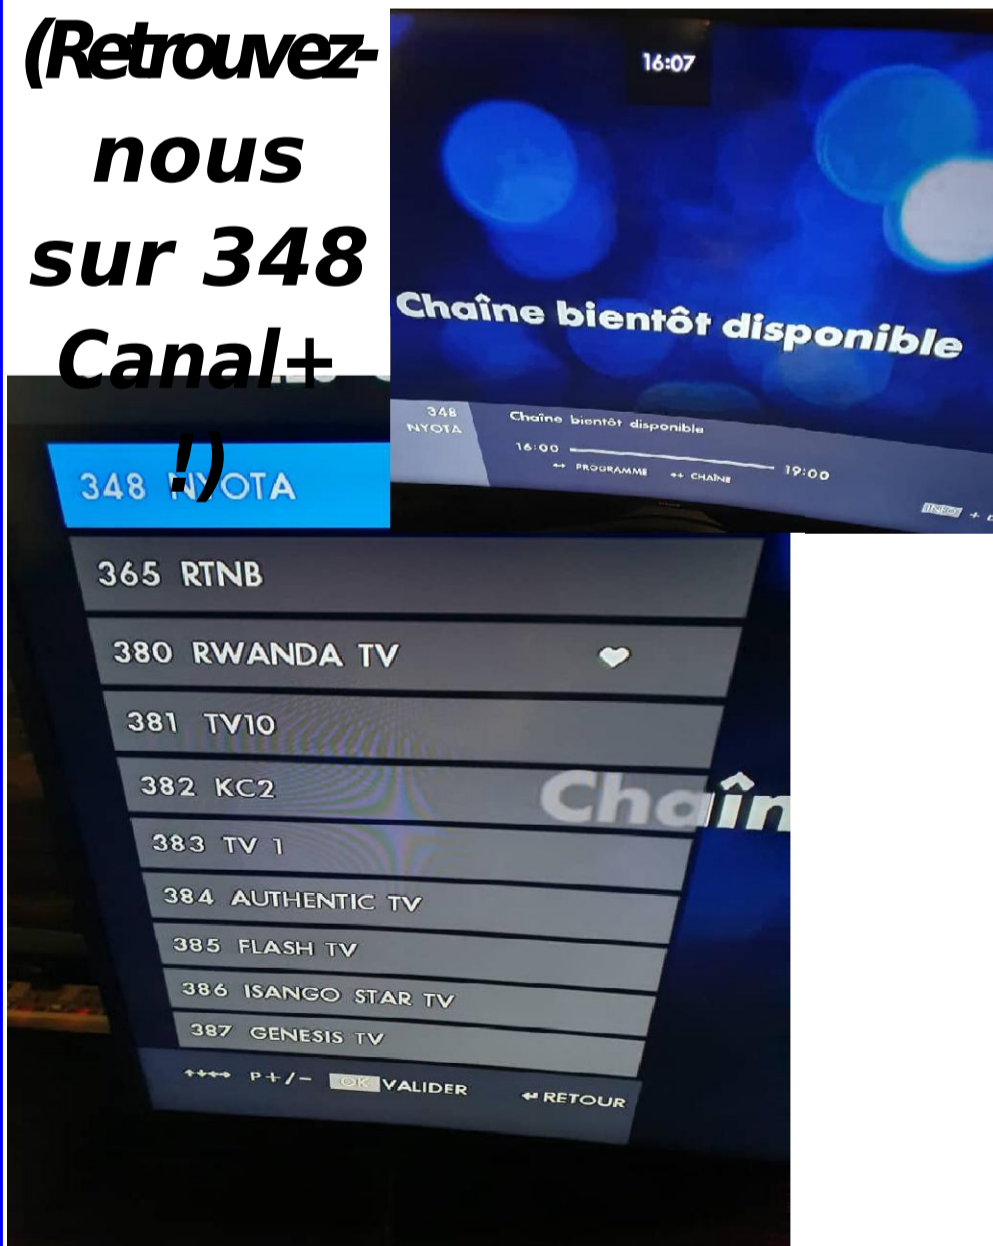 (Retrouvez-
nous
sur 348
Canal+
!)
16:07
Chaîne bientôt disponible
348
NYOTA
Chaîne bientôt disponible
16:00
19:00
↔ PROGRAMME
↔ CHAÎNE
348 NYOTA
365 RTNB
380 RWANDA TV
381 TV10
382 KC2
Chaîn
383 TV 1
384 AUTHENTIC TV
385 FLASH TV
386 ISANGO STAR TV
387 GENESIS TV
P+/- OK VALIDER
RETOUR